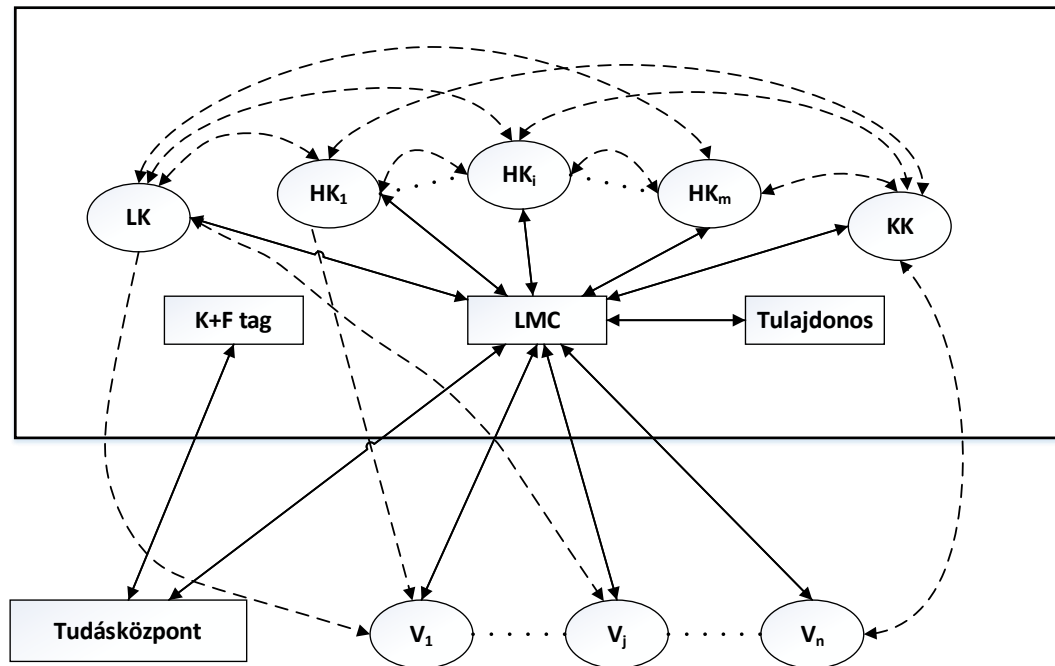 HKᵢ
HK₁
HKₘ
LK
KK
K+F tag
LMC
Tulajdonos
Tudásközpont
V₁
Vⱼ
Vₙ